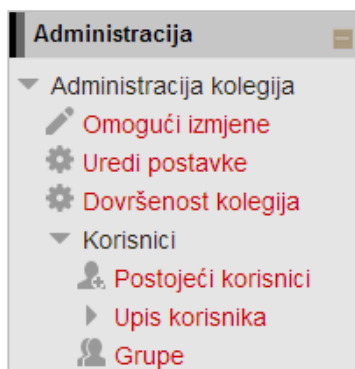 Administracija
Administracija kolegija
Omogući izmjene
Uredi postavke
Dovršenost kolegija
Korisnici
Postojeći korisnici
Upis korisnika
Grupe